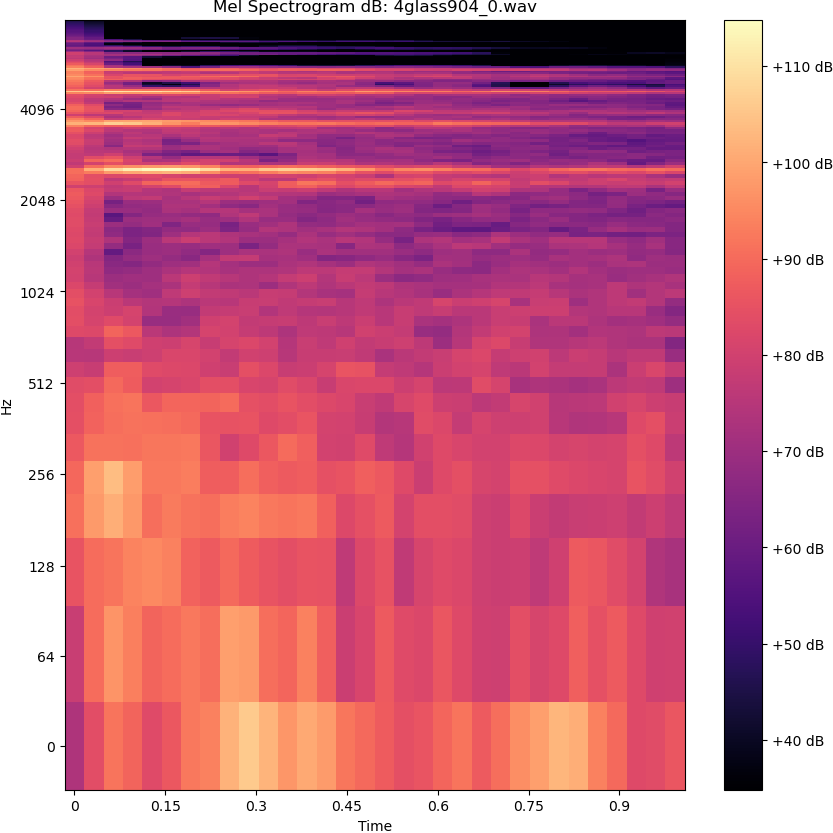 Mel Spectrogram dB: 4glass904_0.wav
+110 dB
4096
+100 dB
2048
+90 dB
1024
+80 dB
512
Hz
+70 dB
256
+60 dB
128
+50 dB
64
+40 dB
0
0 0.15 0.3 0.45 0.6 0.75 0.9
Time